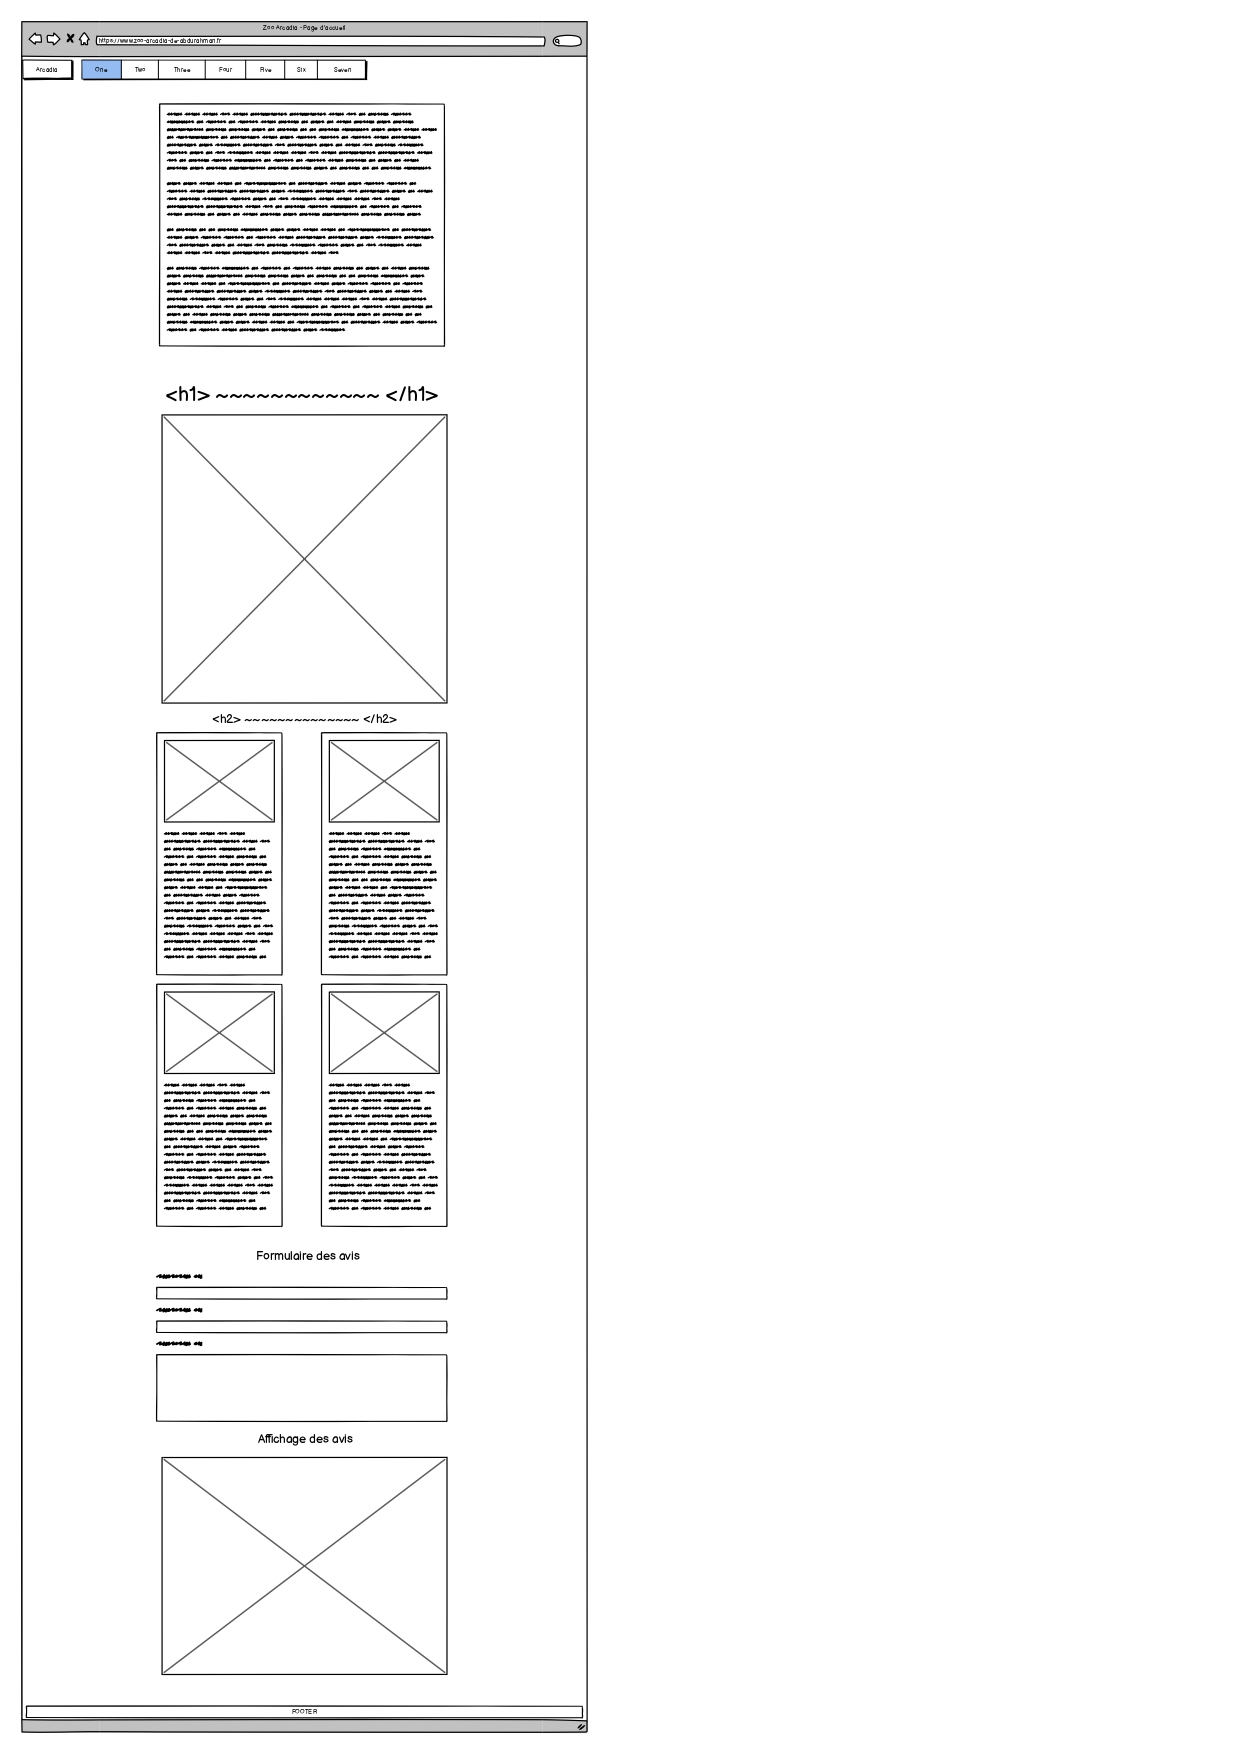 Zoo Arcadia - Page d'accueil
https://www.zoo-arcadia-de-abdurahman.fr
Arcadia One Two Three Four Five Six Seven
<h1> ~~~~~~~~~~~~ </h1>
<h2> ~~~~~~~~~~~~~~ </h2>
Formulaire des avis
Affichage des avis
FOOTER